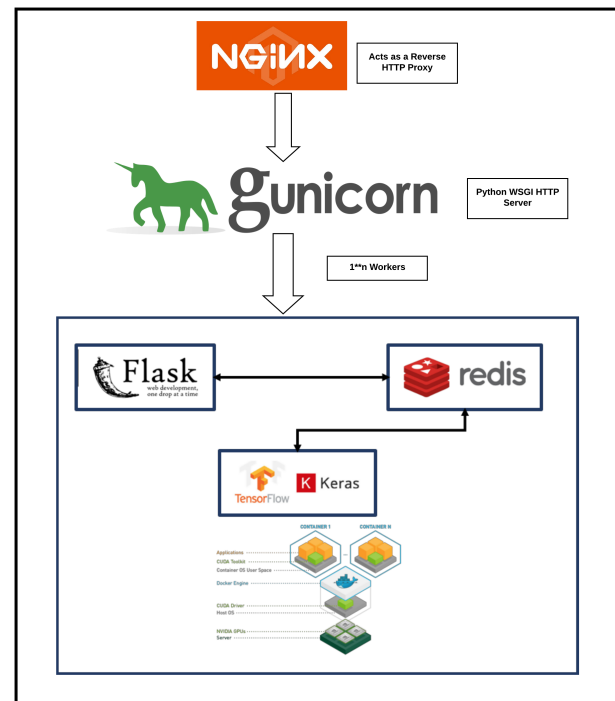 NGiNX
Acts as a Reverse
HTTP Proxy
gunicorn
Python WSGI HTTP
Server
1**n Workers
Flask
web development,
one drop at a time
redis
TensorFlow
K Keras
CONTAINER 1
CONTAINER N
Applications
CUDA Toolkit
Container OS User Space
Docker Engine
CUDA Driver
Host OS
NVIDIA GPUs
Server